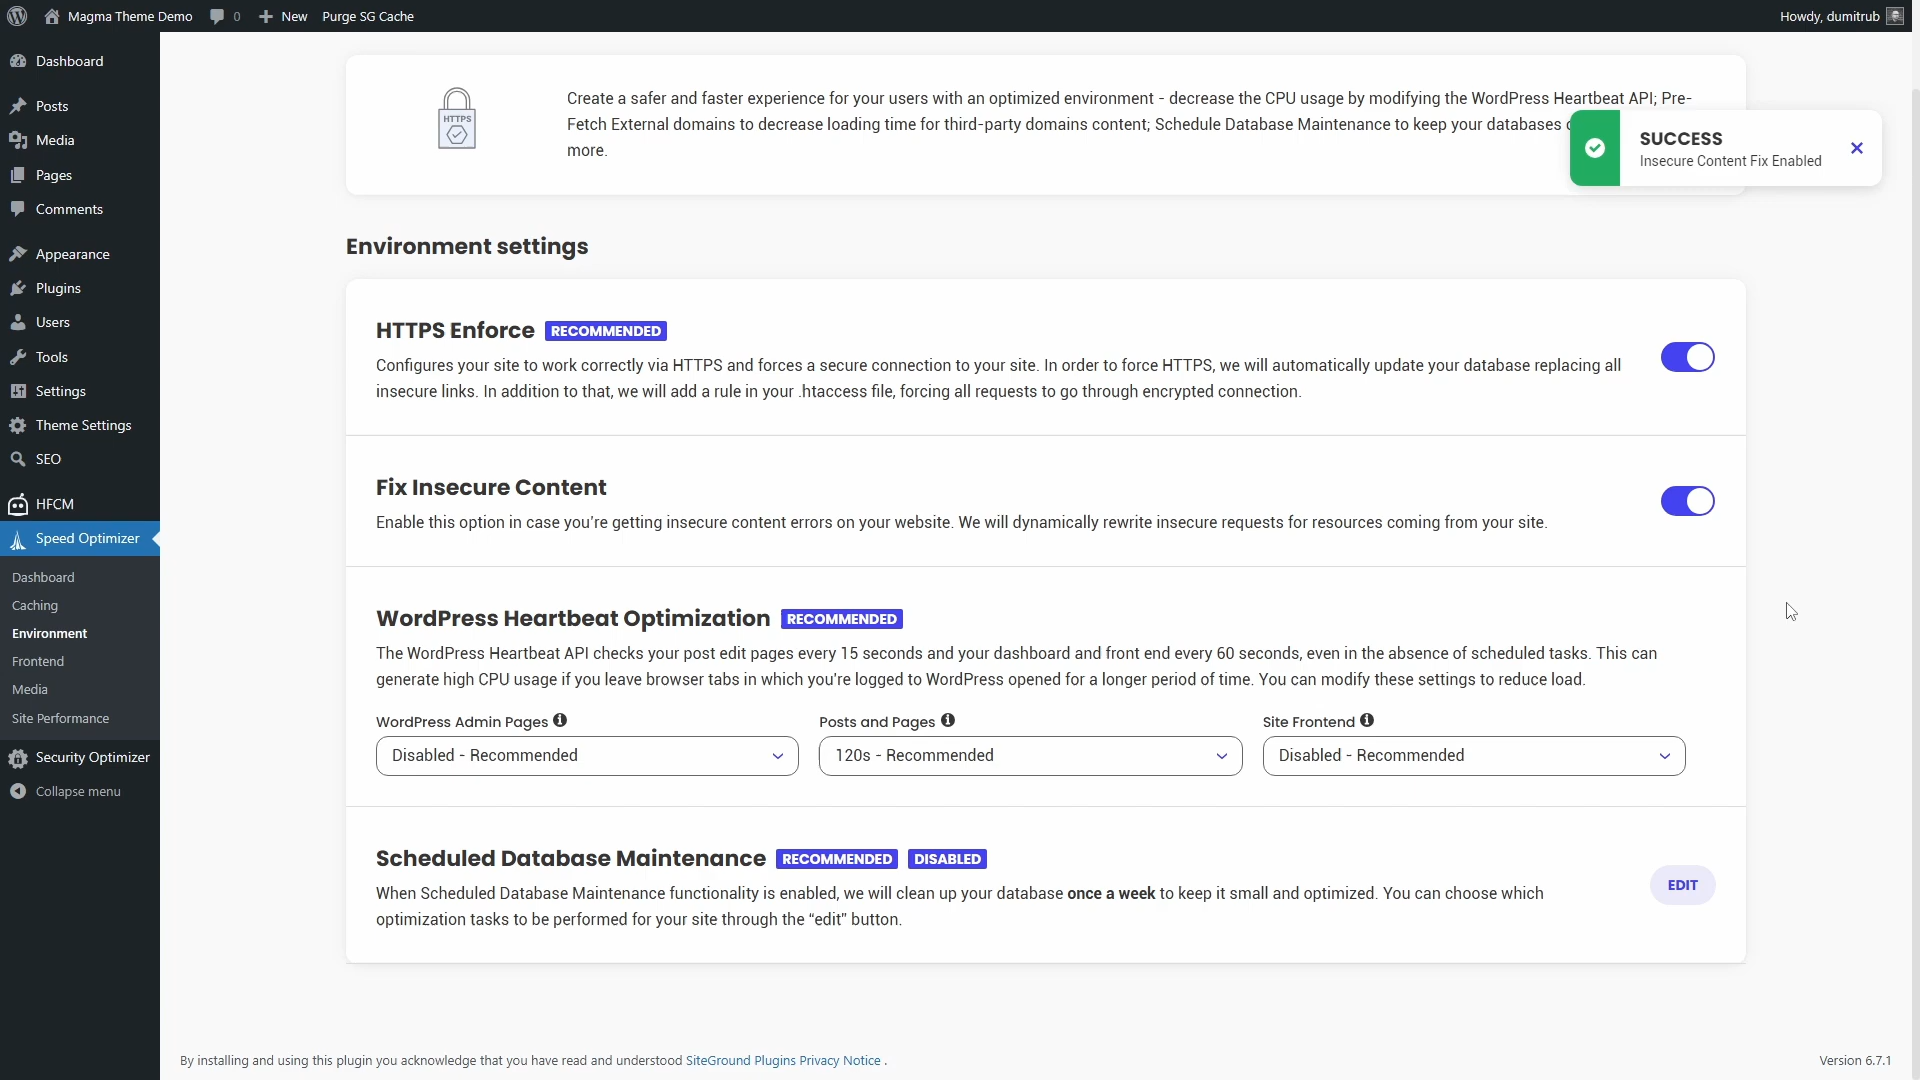 Magma Theme Demo 0 New Purge SG Cache Howdy, dumitrub
Dashboard
Posts
Media
Pages
Comments
Appearance
Plugins
Users
Tools
Settings
Theme Settings
SEO
HFCM
Speed Optimizer
Dashboard
Caching
Environment
Frontend
Media
Site Performance
Security Optimizer
Collapse menu
HTTPS
Create a safer and faster experience for your users with an optimized environment - decrease the CPU usage by modifying the WordPress Heartbeat API; Pre-
Fetch External domains to decrease loading time for third-party domains content; Schedule Database Maintenance to keep your databases
more.
SUCCESS
Insecure Content Fix Enabled
Environment settings
HTTPS Enforce RECOMMENDED
Configures your site to work correctly via HTTPS and forces a secure connection to your site. In order to force HTTPS, we will automatically update your database replacing all
insecure links. In addition to that, we will add a rule in your .htaccess file, forcing all requests to go through encrypted connection.
Fix Insecure Content
Enable this option in case you're getting insecure content errors on your website. We will dynamically rewrite insecure requests for resources coming from your site.
WordPress Heartbeat Optimization RECOMMENDED
The WordPress Heartbeat API checks your post edit pages every 15 seconds and your dashboard and front end every 60 seconds, even in the absence of scheduled tasks. This can
generate high CPU usage if you leave browser tabs in which you're logged to WordPress opened for a longer period of time. You can modify these settings to reduce load.
WordPress Admin Pages Posts and Pages Site Frontend
Disabled - Recommended 120s - Recommended Disabled - Recommended
Scheduled Database Maintenance RECOMMENDED DISABLED
When Scheduled Database Maintenance functionality is enabled, we will clean up your database once a week to keep it small and optimized. You can choose which
optimization tasks to be performed for your site through the “edit” button.
EDIT
By installing and using this plugin you acknowledge that you have read and understood SiteGround Plugins Privacy Notice .
Version 6.7.1